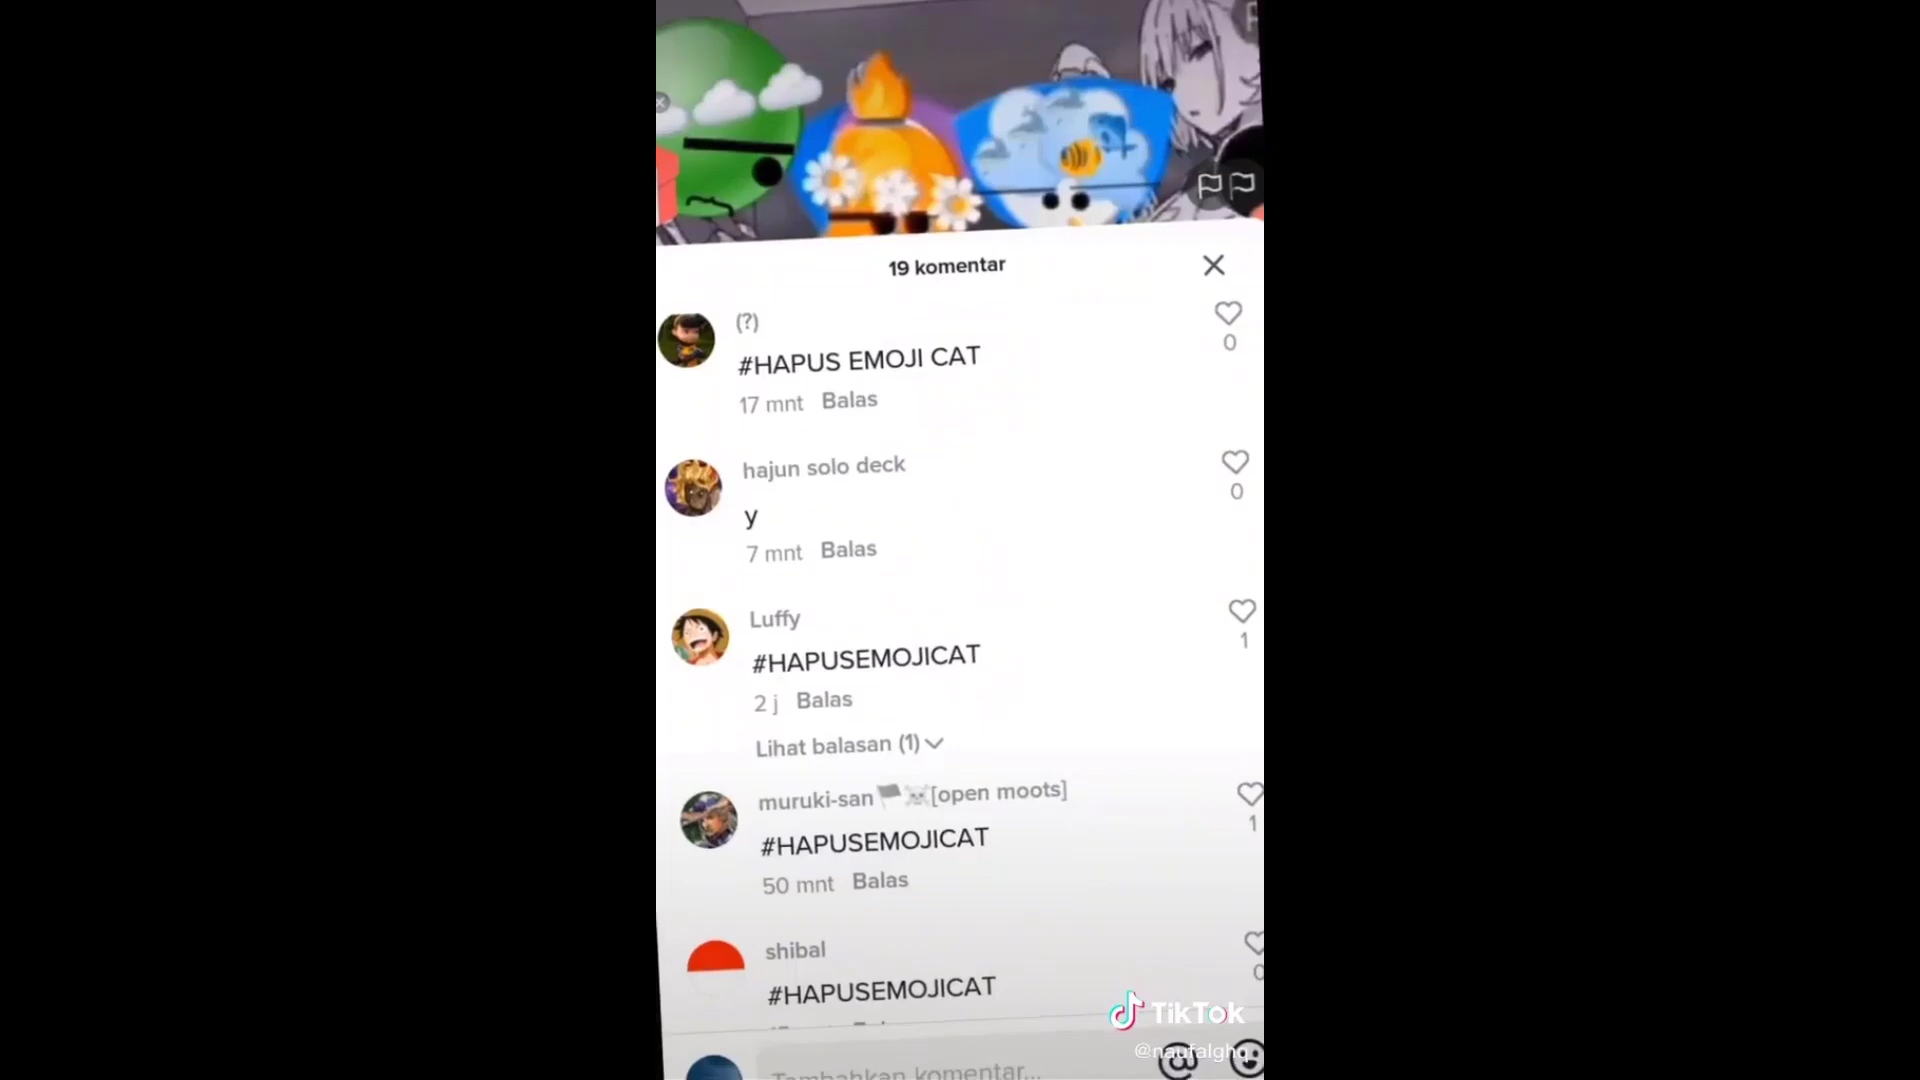 19 komentar
(?)
0
#HAPUS EMOJI CAT
17 mnt Balas
hajun solo deck
0
y
7 mnt Balas
Luffy
1
#HAPUSEMOJICAT
2 j Balas
Lihat balasan (1)
muruki-san🏴☠️[open moots]
1
#HAPUSEMOJICAT
50 mnt Balas
shibal
0
#HAPUSEMOJICAT
TikTok
@naufalghq
Tambahkan komentar...